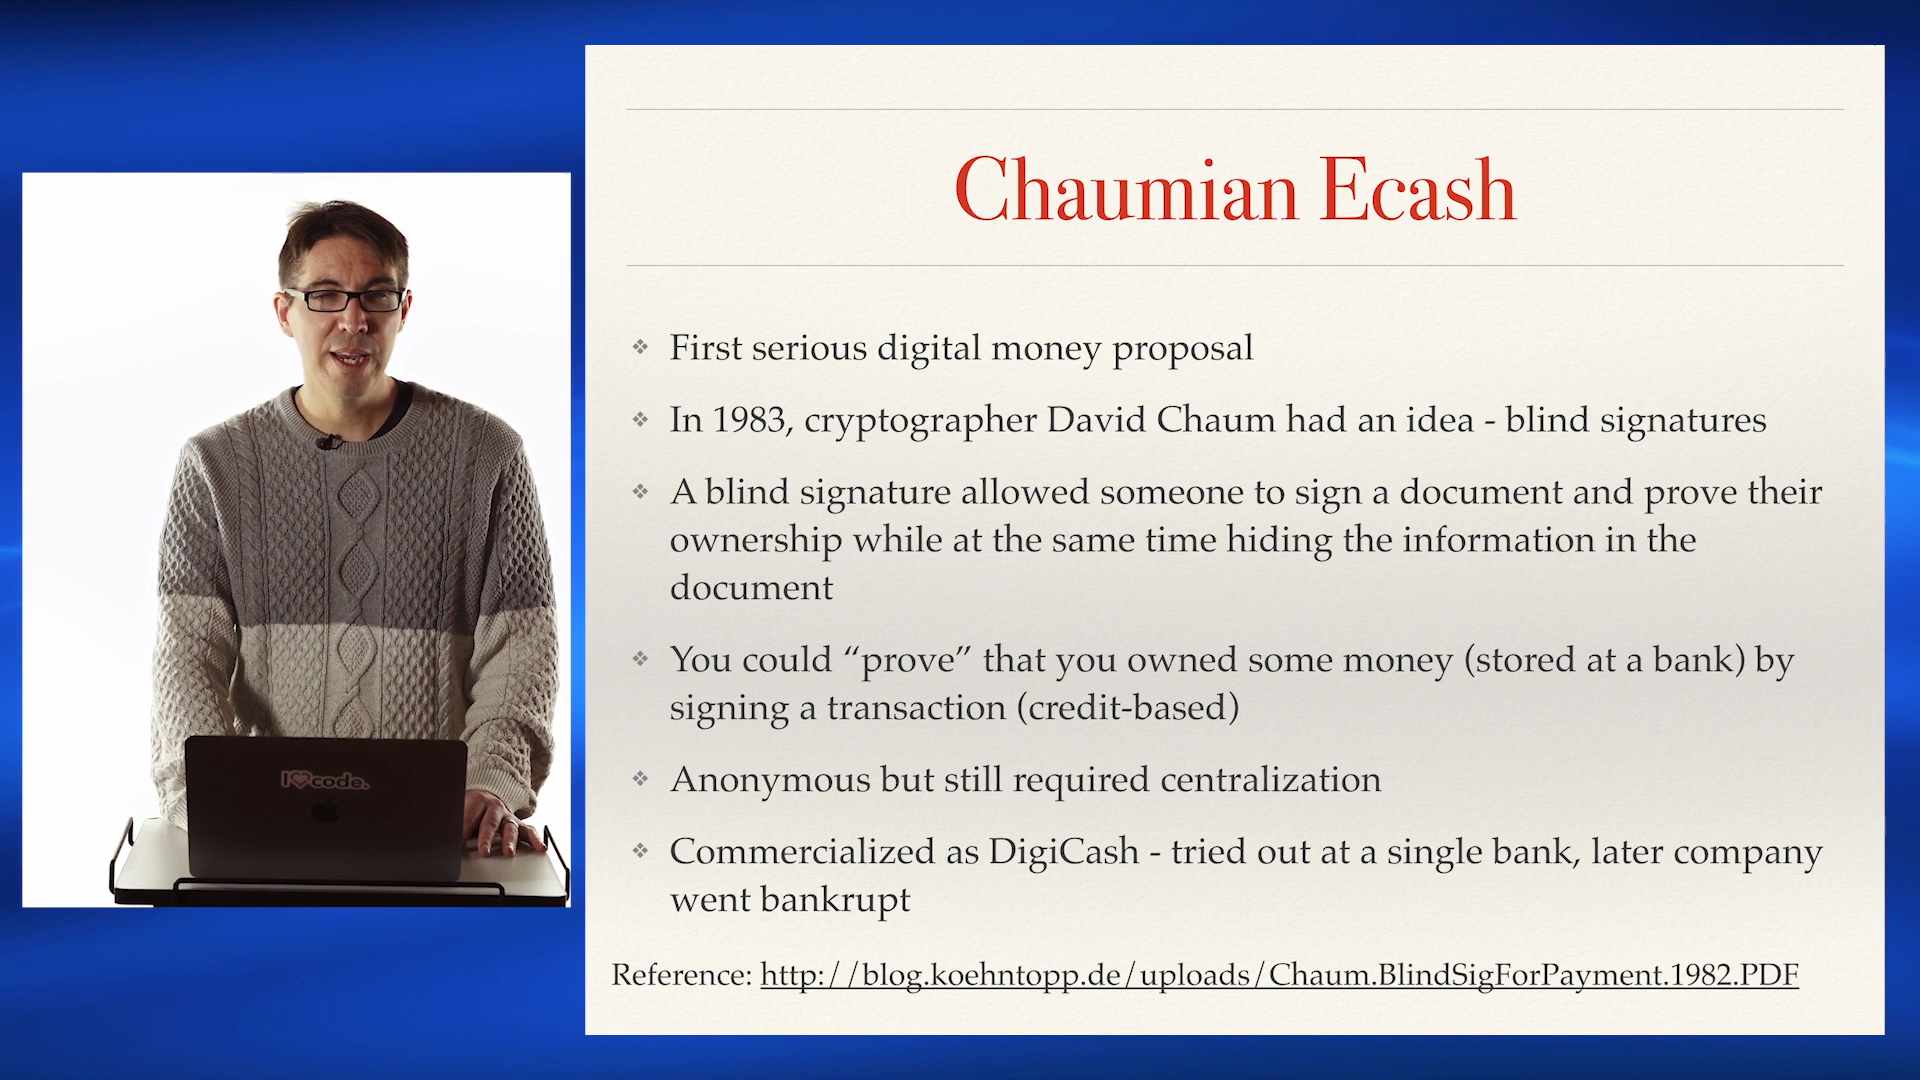 Chaumian Ecash
First serious digital money proposal
In 1983, cryptographer David Chaum had an idea - blind signatures
A blind signature allowed someone to sign a document and prove their
ownership while at the same time hiding the information in the
document
You could “prove” that you owned some money (stored at a bank) by
signing a transaction (credit-based)
Anonymous but still required centralization
Commercialized as DigiCash - tried out at a single bank, later company
went bankrupt
Reference: http://blog.koehntopp.de/uploads/Chaum.BlindSigForPayment.1982.PDF
I❤code.